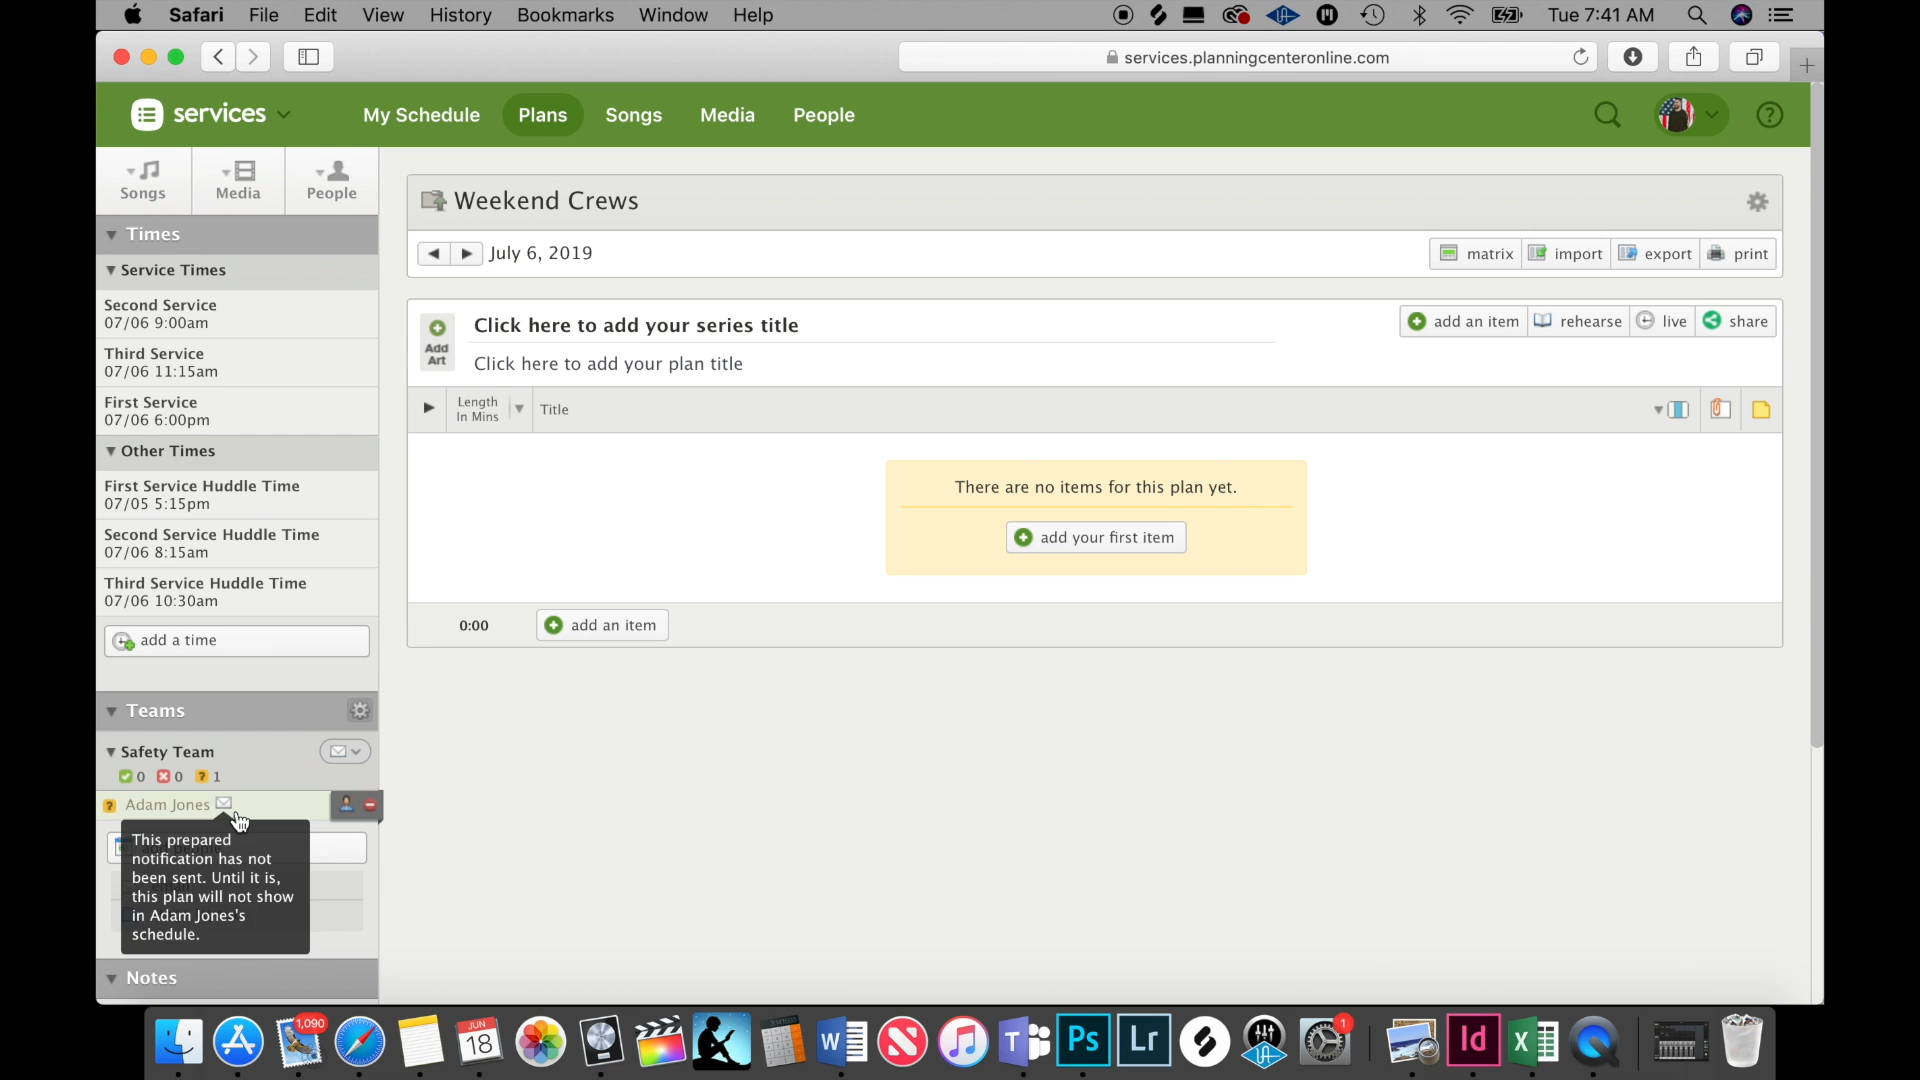 Safari File Edit View History Bookmarks Window Help Tue 7:41 AM
services.planningcenteronline.com
services My Schedule Plans Songs Media People
Songs Media People
Times
Service Times
Second Service
07/06 9:00am
Third Service
07/06 11:15am
First Service
07/06 6:00pm
Other Times
First Service Huddle Time
07/05 5:15pm
Second Service Huddle Time
07/06 8:15am
Third Service Huddle Time
07/06 10:30am
add a time
Teams
Safety Team
0 0 ? 1
? Adam Jones
This prepared
notification has not
been sent. Until it is,
this plan will not show
in Adam Jones's
schedule.
Notes
Weekend Crews
July 6, 2019
matrix import export print
Add
Art
Click here to add your series title
Click here to add your plan title
add an item rehearse live share
Length
In Mins
Title
There are no items for this plan yet.
add your first item
0:00 add an item
1,090
JUN
18
W
T
Ps
Lr
1
Id
X